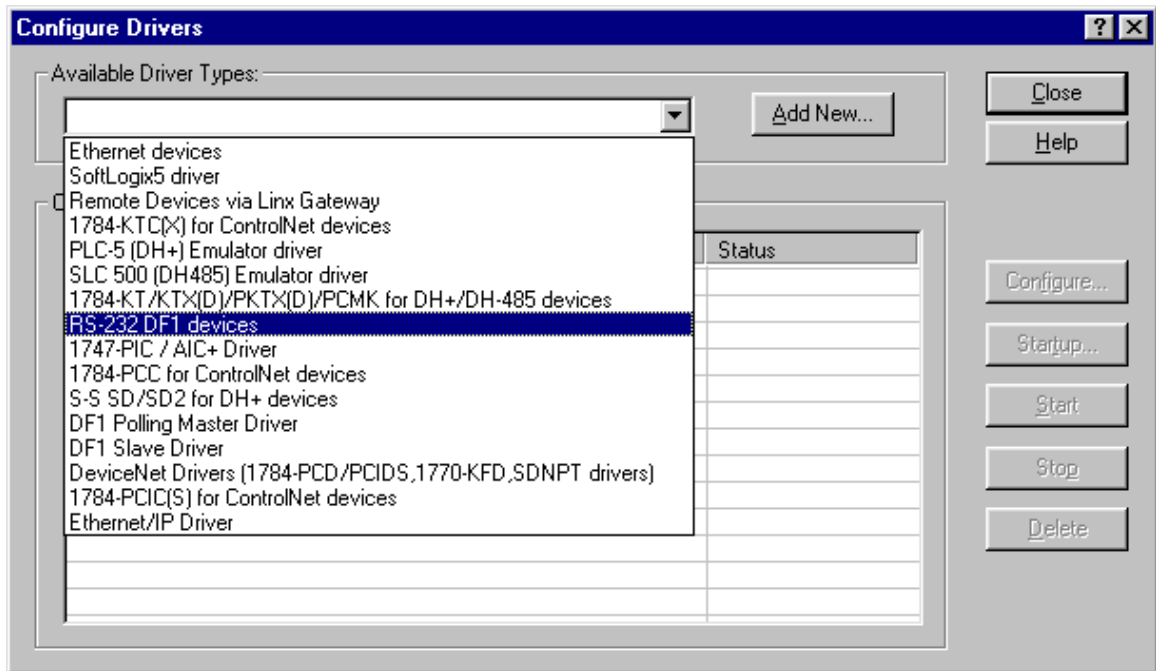 Configure Drivers
Available Driver Types:
Add New...
Close
Help
Ethernet devices
SoftLogix5 driver
Remote Devices via Linx Gateway
1784-KTC(X) for ControlNet devices
PLC-5 (DH+) Emulator driver
SLC 500 (DH485) Emulator driver
1784-KT/KTX(D)/PKTX(D)/PCMK for DH+/DH-485 devices
RS-232 DF1 devices
1747-PIC / AIC+ Driver
1784-PCC for ControlNet devices
S-S SD/SD2 for DH+ devices
DF1 Polling Master Driver
DF1 Slave Driver
DeviceNet Drivers (1784-PCD/PCIDS,1770-KFD,SDNPT drivers)
1784-PCIC(S) for ControlNet devices
Ethernet/IP Driver
Status
Configure...
Startup...
Start
Stop
Delete